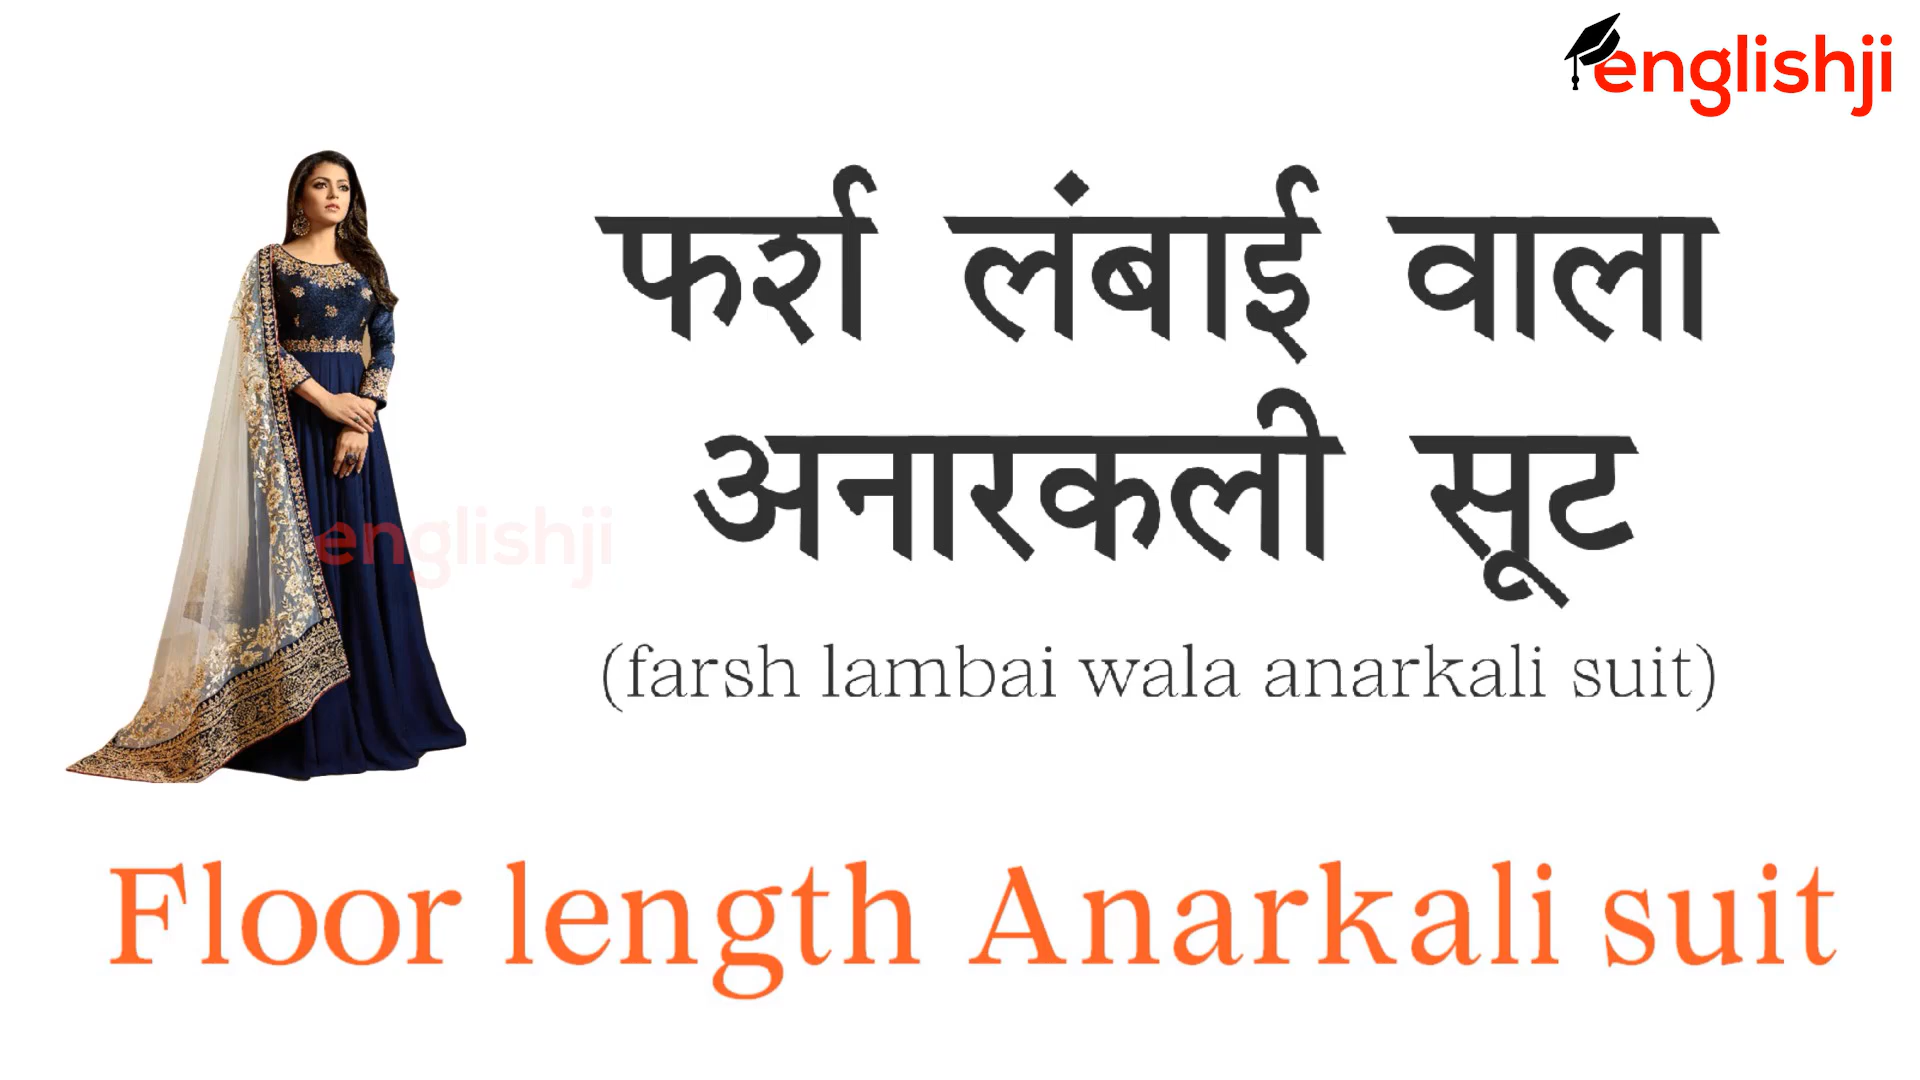 englishji
फर्श लंबाई वाला
अनारकली सूट
englishji
(farsh lambai wala anarkali suit)
Floor length Anarkali suit